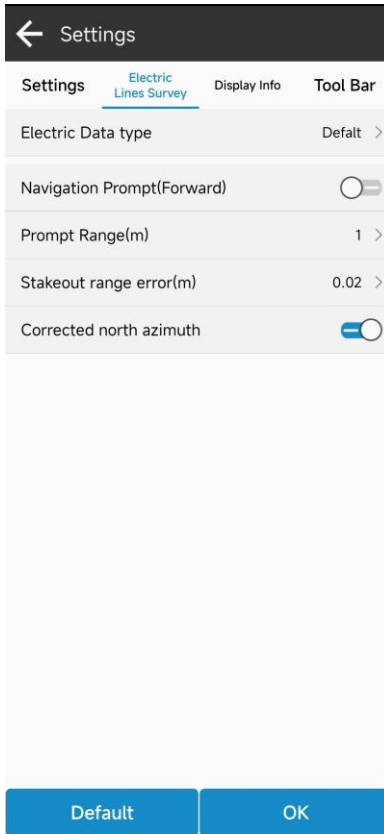 Settings
Settings
Electric
Lines Survey
Display Info
Tool Bar
Electric Data type
Defalt
Navigation Prompt(Forward)
Prompt Range(m)
1
Stakeout range error(m)
0.02
Corrected north azimuth
Default
OK